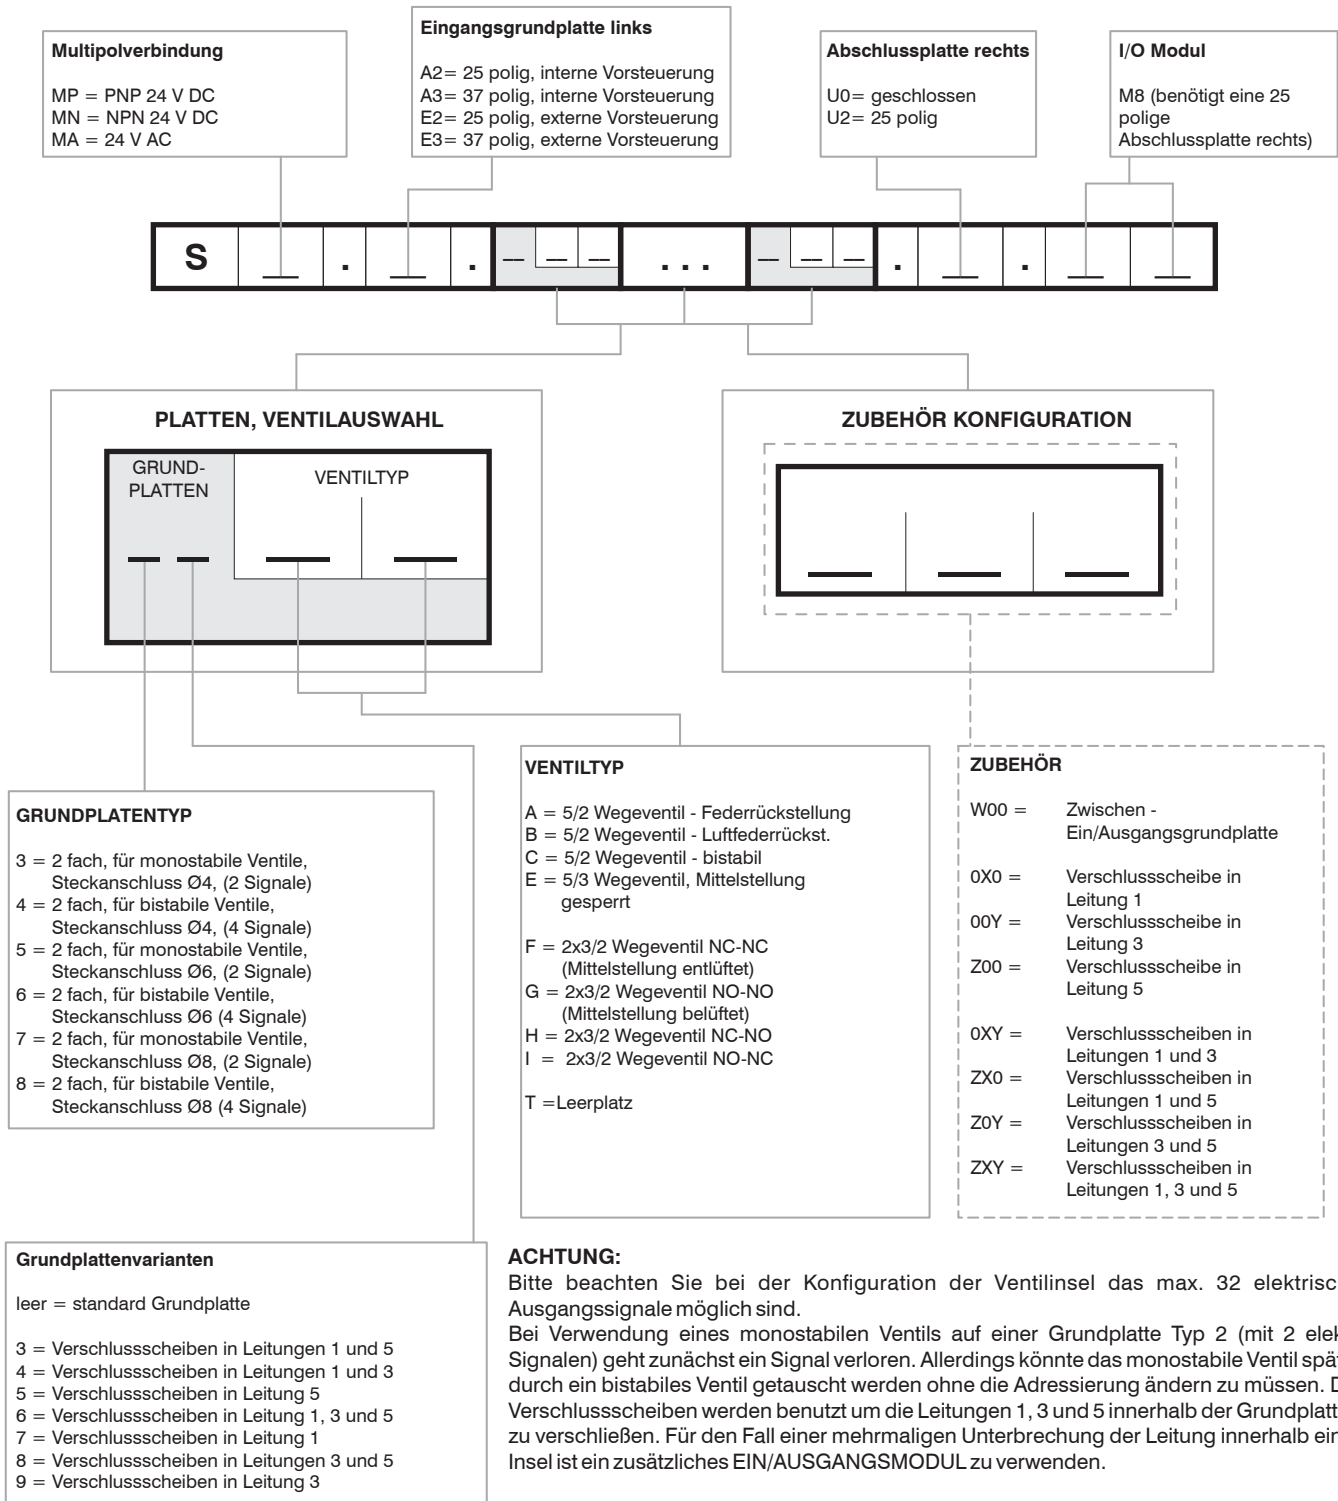 Multipolverbindung
MP = PNP 24 V DC
MN = NPN 24 V DC
MA = 24 V AC
Eingangsgrundplatte links
A2= 25 polig, interne Vorsteuerung
A3= 37 polig, interne Vorsteuerung
E2= 25 polig, externe Vorsteuerung
E3= 37 polig, externe Vorsteuerung
Abschlussplatte rechts
U0= geschlossen
U2= 25 polig
I/O Modul
M8 (benötigt eine 25
polige
Abschlussplatte rechts)
S __ . __ . __ __ __ ... __ __ __ . __ . __ __
PLATTEN, VENTILAUSWAHL
GRUND-
PLATTEN
VENTILTYP
ZUBEHÖR KONFIGURATION
GRUNDPLATENTYP
3 = 2 fach, für monostabile Ventile,
Steckanschluss Ø4, (2 Signale)
4 = 2 fach, für bistabile Ventile,
Steckanschluss Ø4, (4 Signale)
5 = 2 fach, für monostabile Ventile,
Steckanschluss Ø6, (2 Signale)
6 = 2 fach, für bistabile Ventile,
Steckanschluss Ø6 (4 Signale)
7 = 2 fach, für monostabile Ventile,
Steckanschluss Ø8, (2 Signale)
8 = 2 fach, für bistabile Ventile,
Steckanschluss Ø8 (4 Signale)
VENTILTYP
A = 5/2 Wegeventil - Federrückstellung
B = 5/2 Wegeventil - Luftfederrückst.
C = 5/2 Wegeventil - bistabil
E = 5/3 Wegeventil, Mittelstellung
gesperrt
F = 2x3/2 Wegeventil NC-NC
(Mittelstellung entlüftet)
G = 2x3/2 Wegeventil NO-NO
(Mittelstellung belüftet)
H = 2x3/2 Wegeventil NC-NO
I = 2x3/2 Wegeventil NO-NC
T =Leerplatz
ZUBEHÖR
W00 = Zwischen -
Ein/Ausgangsgrundplatte
0X0 = Verschlussscheibe in
Leitung 1
00Y = Verschlussscheibe in
Leitung 3
Z00 = Verschlussscheibe in
Leitung 5
0XY = Verschlussscheiben in
Leitungen 1 und 3
ZX0 = Verschlussscheiben in
Leitungen 1 und 5
Z0Y = Verschlussscheiben in
Leitungen 3 und 5
ZXY = Verschlussscheiben in
Leitungen 1, 3 und 5
Grundplattenvarianten
leer = standard Grundplatte
3 = Verschlussscheiben in Leitungen 1 und 5
4 = Verschlussscheiben in Leitungen 1 und 3
5 = Verschlussscheiben in Leitung 5
6 = Verschlussscheiben in Leitung 1, 3 und 5
7 = Verschlussscheiben in Leitung 1
8 = Verschlussscheiben in Leitungen 3 und 5
9 = Verschlussscheiben in Leitung 3
ACHTUNG:
Bitte beachten Sie bei der Konfiguration der Ventilinsel das max. 32 elektrisc
Ausgangssignale möglich sind.
Bei Verwendung eines monostabilen Ventils auf einer Grundplatte Typ 2 (mit 2 elek
Signalen) geht zunächst ein Signal verloren. Allerdings könnte das monostabile Ventil spät
durch ein bistabiles Ventil getauscht werden ohne die Adressierung ändern zu müssen. D
Verschlussscheiben werden benutzt um die Leitungen 1, 3 und 5 innerhalb der Grundplatt
zu verschließen. Für den Fall einer mehrmaligen Unterbrechung der Leitung innerhalb ein
Insel ist ein zusätzliches EIN/AUSGANGSMODUL zu verwenden.